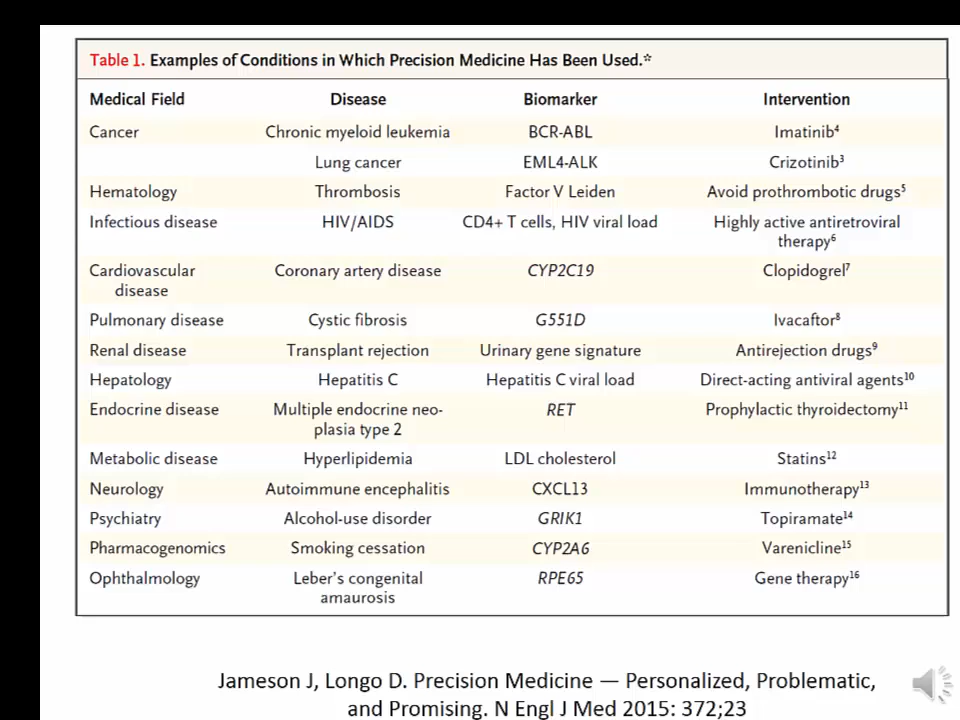 Table 1. Examples of Conditions in Which Precision Medicine Has Been Used.*
Medical Field Disease Biomarker Intervention
Cancer Chronic myeloid leukemia BCR-ABL Imatinib⁴
Lung cancer EML4-ALK Crizotinib³
Hematology Thrombosis Factor V Leiden Avoid prothrombotic drugs⁵
Infectious disease HIV/AIDS CD4+ T cells, HIV viral load Highly active antiretroviral
therapy⁶
Cardiovascular Coronary artery disease CYP2C19 Clopidogrel⁷
disease
Pulmonary disease Cystic fibrosis G551D Ivacaftor⁸
Renal disease Transplant rejection Urinary gene signature Antirejection drugs⁹
Hepatology Hepatitis C Hepatitis C viral load Direct-acting antiviral agents¹⁰
Endocrine disease Multiple endocrine neo- RET Prophylactic thyroidectomy¹¹
plasia type 2
Metabolic disease Hyperlipidemia LDL cholesterol Statins¹²
Neurology Autoimmune encephalitis CXCL13 Immunotherapy¹³
Psychiatry Alcohol-use disorder GRIK1 Topiramate¹⁴
Pharmacogenomics Smoking cessation CYP2A6 Varenicline¹⁵
Ophthalmology Leber's congenital RPE65 Gene therapy¹⁶
amaurosis
Jameson J, Longo D. Precision Medicine — Personalized, Problematic,
and Promising. N Engl J Med 2015: 372;23